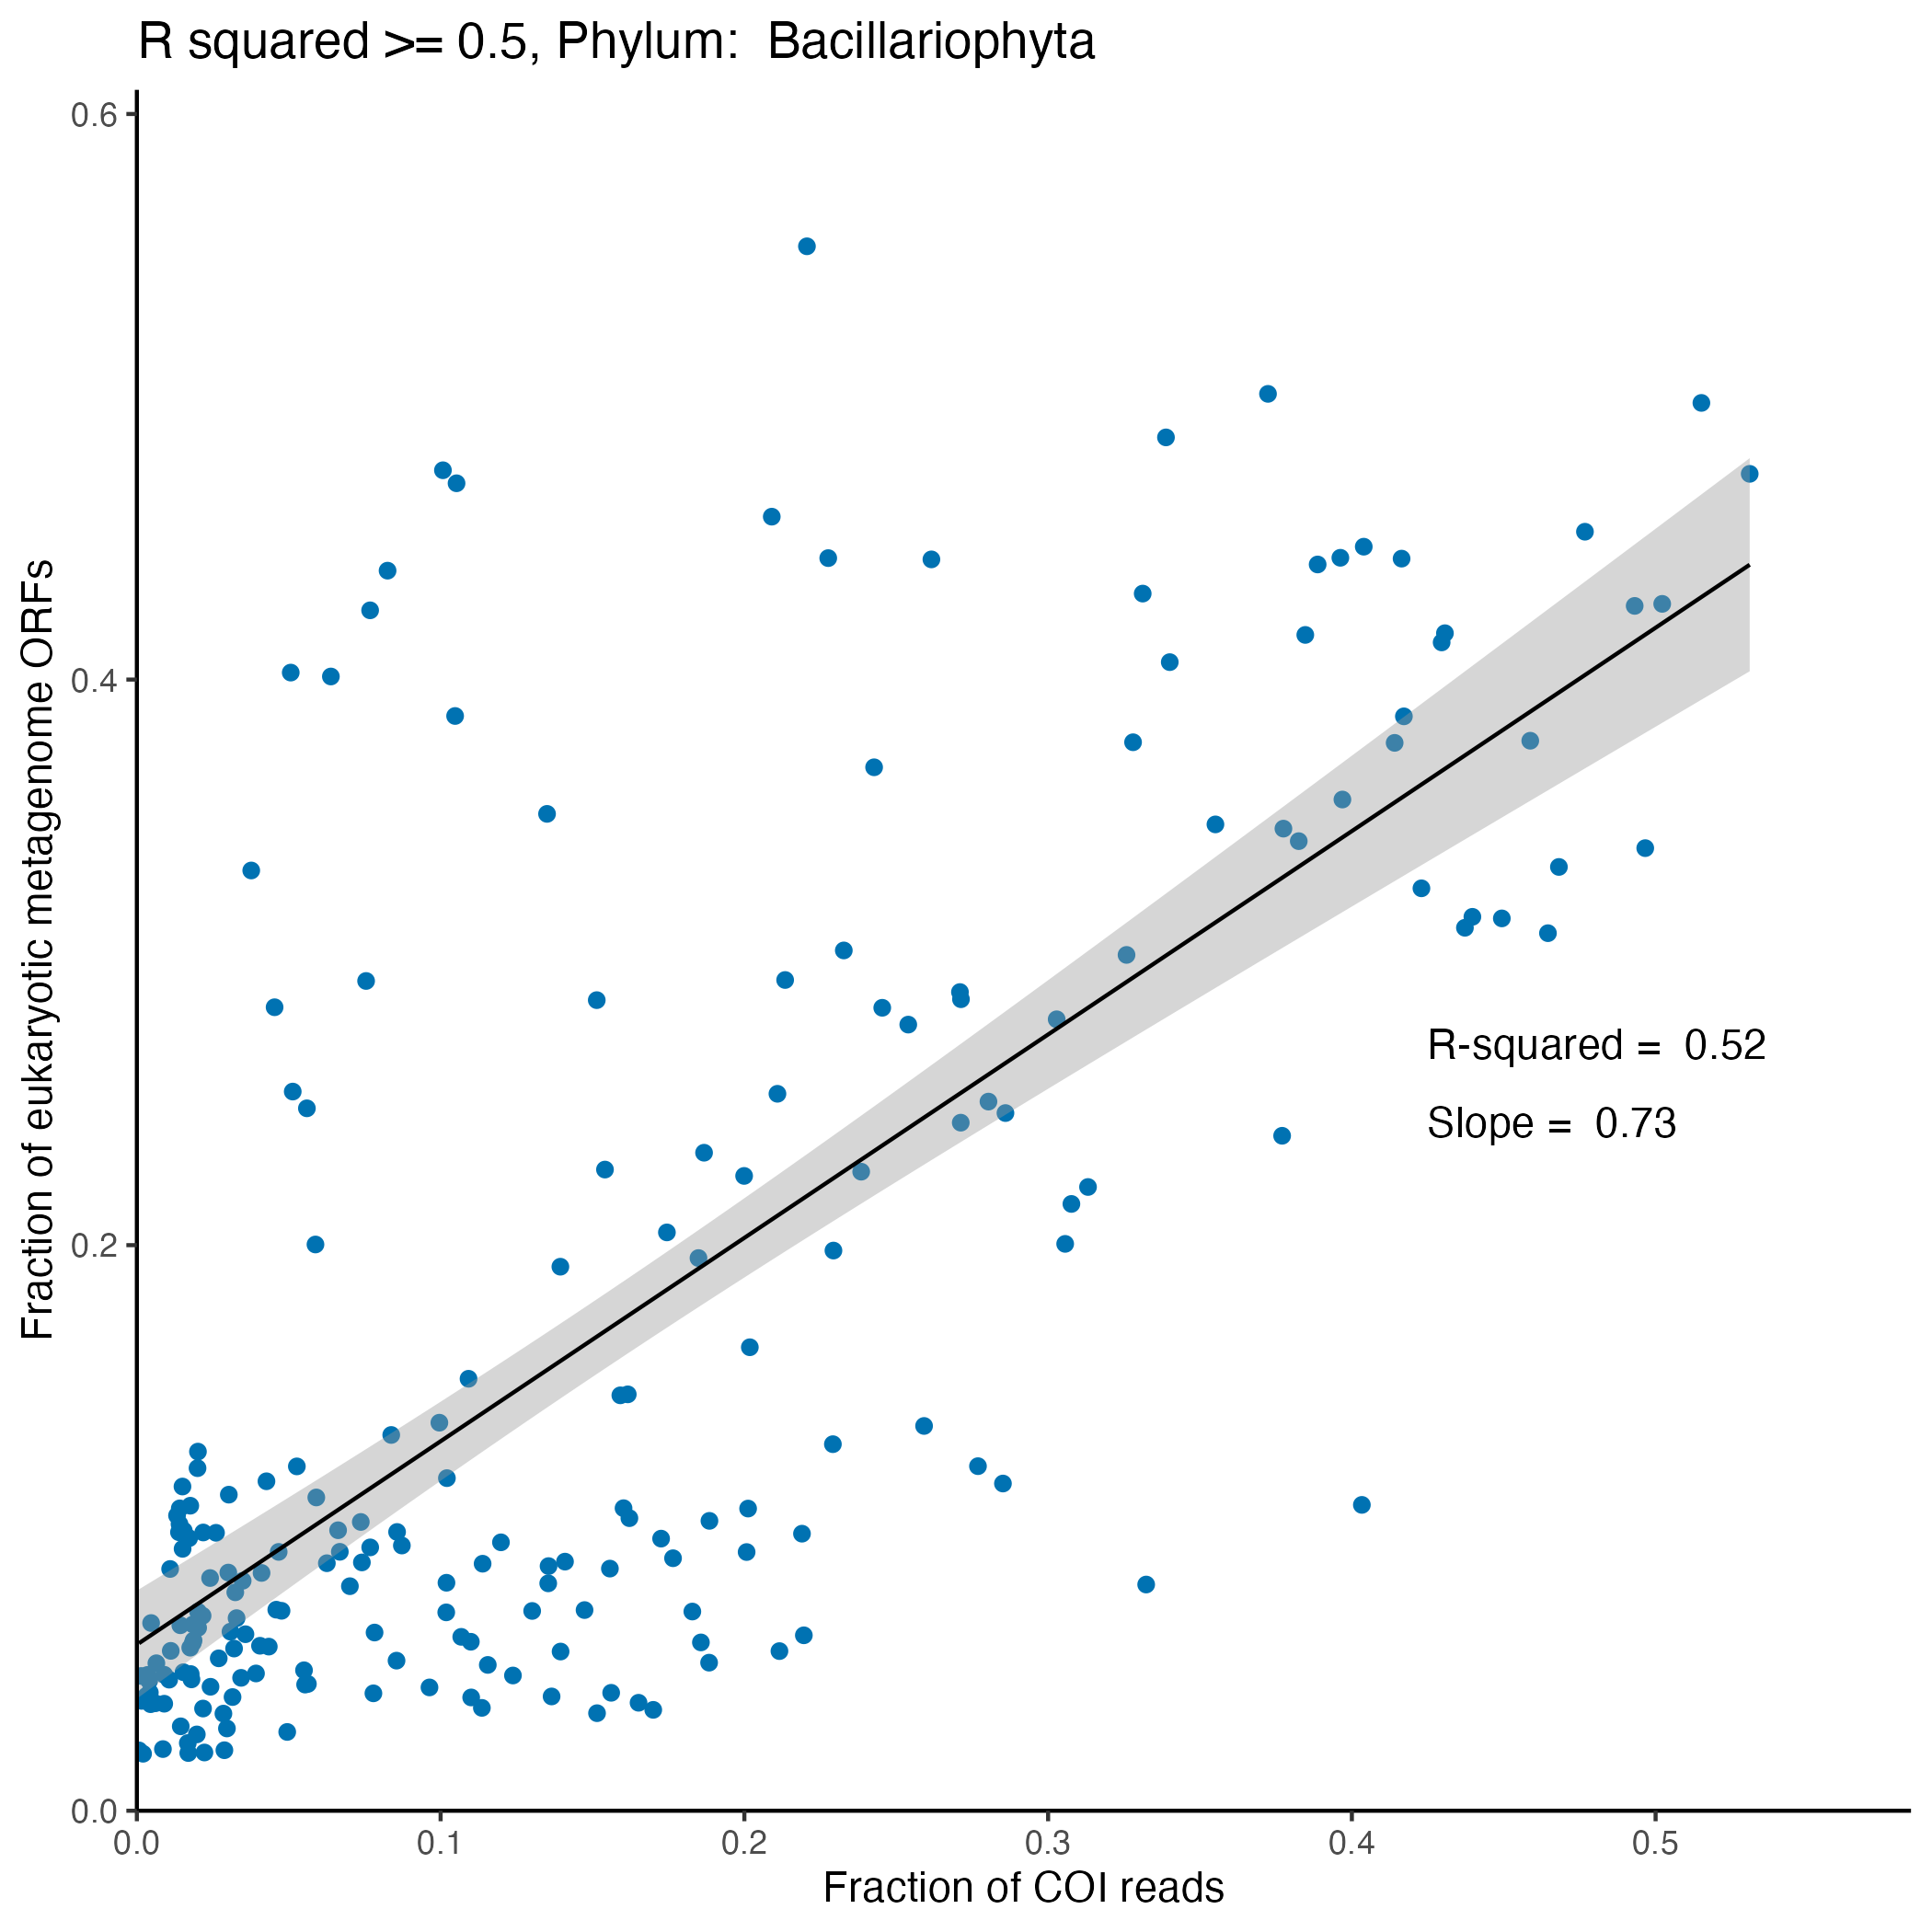 R squared >= 0.5, Phylum:  Bacillariophyta
Fraction of eukaryotic metagenome ORFs
0.6
0.4
0.2
0.0
R-squared =  0.52
Slope =  0.73
0.0 0.1 0.2 0.3 0.4 0.5
Fraction of COI reads